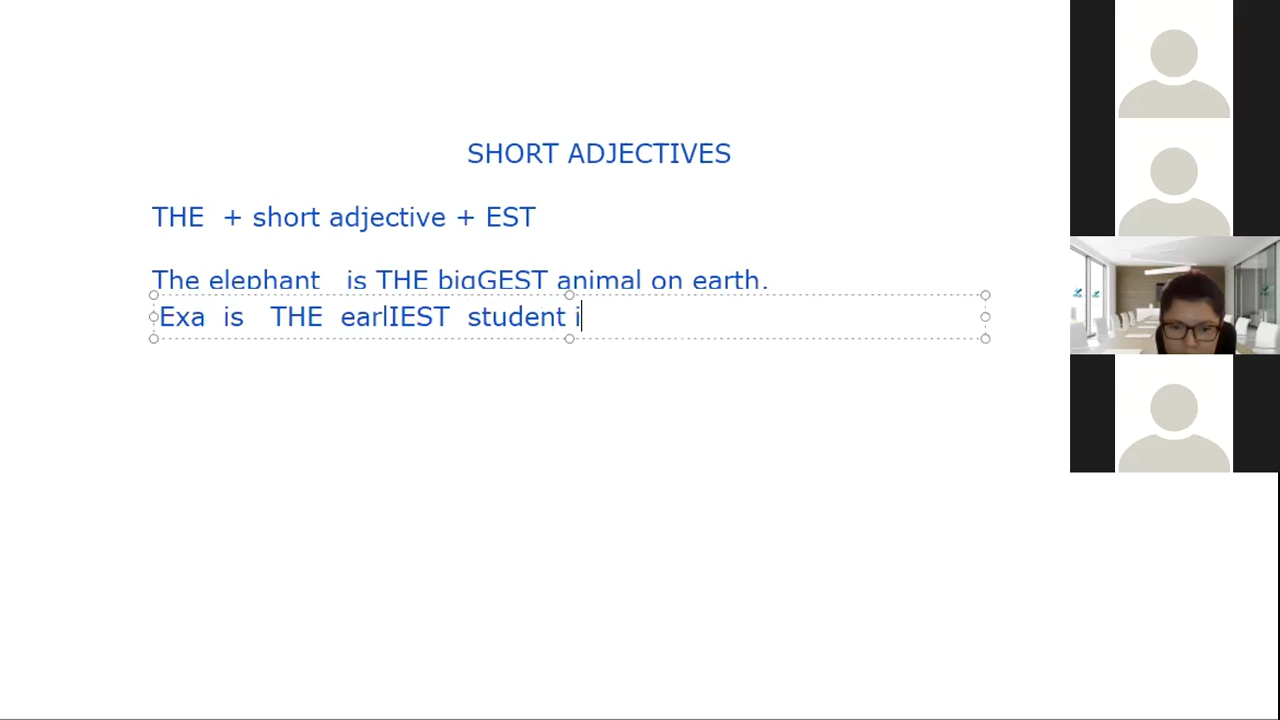 SHORT ADJECTIVES
THE + short adjective + EST
The elephant is THE bigGEST animal on earth.
Exa is THE earlIEST student i